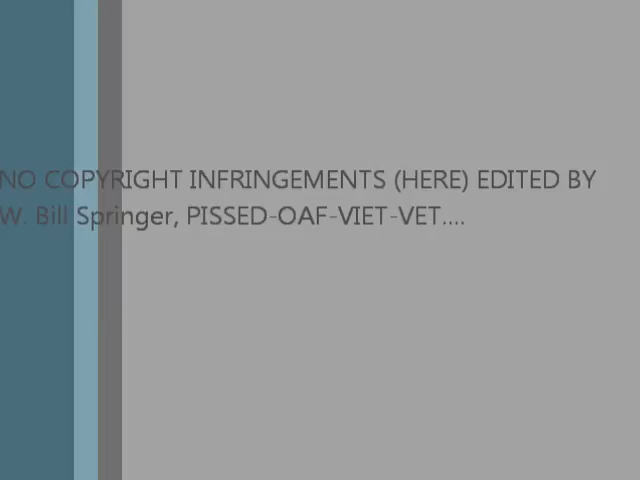 NO COPYRIGHT INFRINGEMENTS (HERE) EDITED BY
W. Bill Springer, PISSED-OAF-VIET-VET....